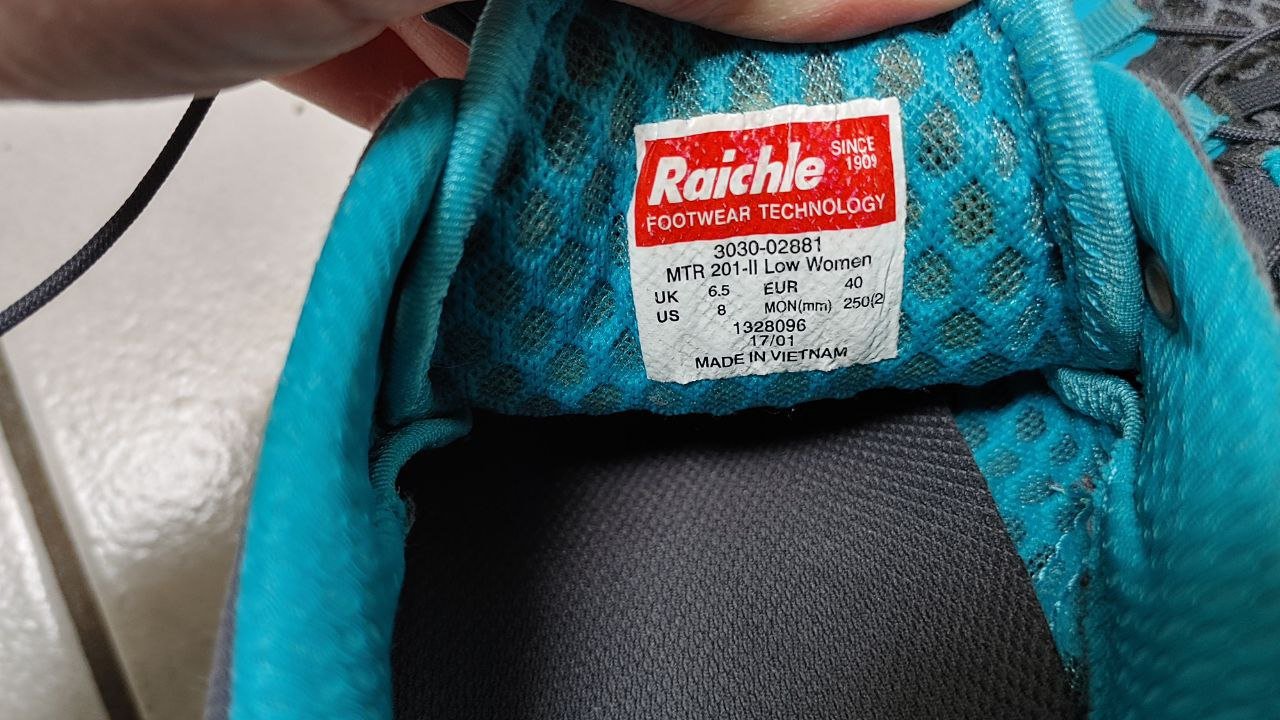 Raichle SINCE 1909
FOOTWEAR TECHNOLOGY
3030-02881
MTR 201-II Low Women
UK 6.5 EUR 40
US 8 MON(mm) 250(2
1328096
17/01
MADE IN VIETNAM